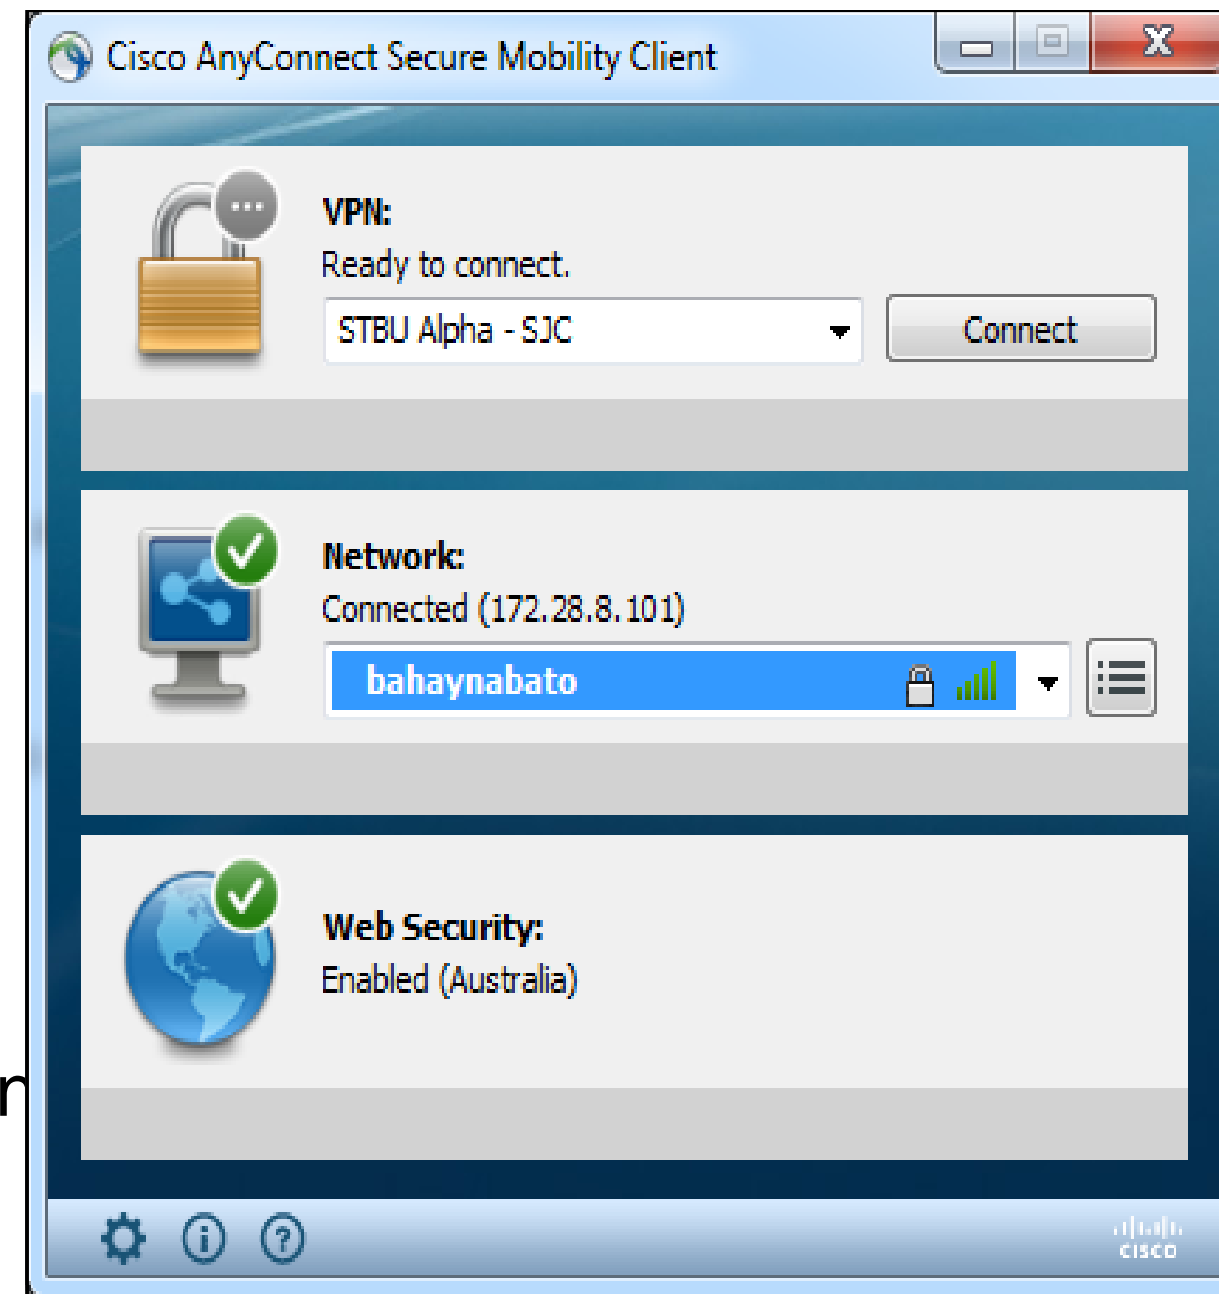 Cisco AnyConnect Secure Mobility Client
VPN:
Ready to connect.
STBU Alpha - SJC
Connect
Network:
Connected (172.28.8.101)
bahaynabato
Web Security:
Enabled (Australia)
cisco